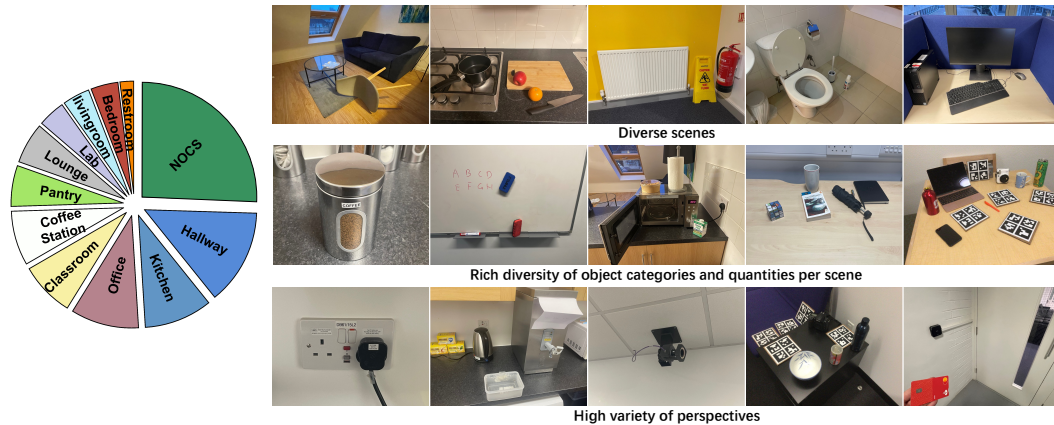 NOCS
Hallway
Kitchen
Office
Classroom
Coffee
Station
Pantry
Lounge
Lab
livingroom
Bedroom
Restroom
Diverse scenes
COFFEE
A B C D
E F G H
Rich diversity of object categories and quantities per scene
High variety of perspectives